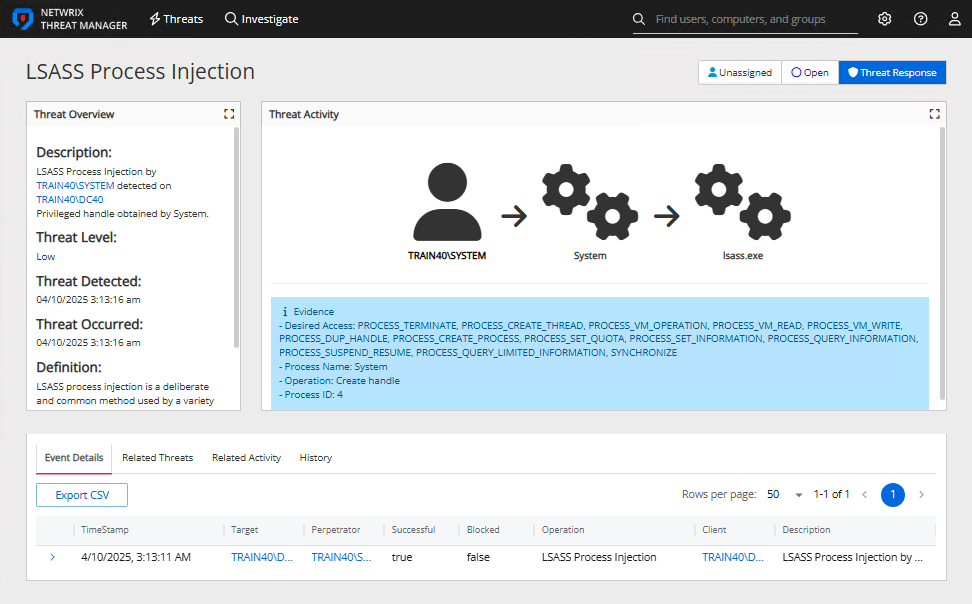 NETWRIX
THREAT MANAGER
Threats
Investigate
Find users, computers, and groups
LSASS Process Injection
Unassigned
Open
Threat Response
Threat Overview
Description:
LSASS Process Injection by
TRAIN40\SYSTEM detected on
TRAIN40\DC40
Privileged handle obtained by System.
Threat Level:
Low
Threat Detected:
04/10/2025 3:13:16 am
Threat Occurred:
04/10/2025 3:13:16 am
Definition:
LSASS process injection is a deliberate
and common method used by a variety
Threat Activity
TRAIN40\SYSTEM
System
lsass.exe
Evidence
- Desired Access: PROCESS_TERMINATE, PROCESS_CREATE_THREAD, PROCESS_VM_OPERATION, PROCESS_VM_READ, PROCESS_VM_WRITE,
PROCESS_DUP_HANDLE, PROCESS_CREATE_PROCESS, PROCESS_SET_QUOTA, PROCESS_SET_INFORMATION, PROCESS_QUERY_INFORMATION,
PROCESS_SUSPEND_RESUME, PROCESS_QUERY_LIMITED_INFORMATION, SYNCHRONIZE
- Process Name: System
- Operation: Create handle
- Process ID: 4
Event Details
Related Threats
Related Activity
History
Export CSV
Rows per page: 50
1-1 of 1
1
TimeStamp Target Perpetrator Successful Blocked Operation Client Description
4/10/2025, 3:13:11 AM TRAIN40\D... TRAIN40\S... true false LSASS Process Injection TRAIN40\D... LSASS Process Injection by ...